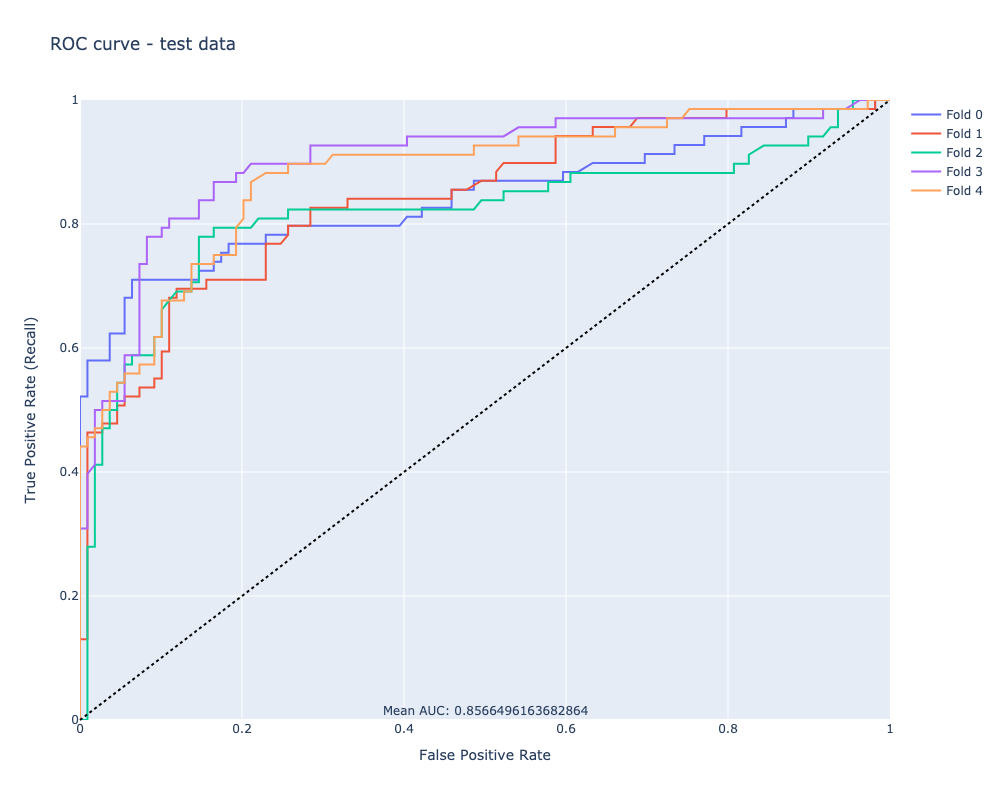 ROC curve - test data
Fold 0
Fold 1
Fold 2
Fold 3
Fold 4
True Positive Rate (Recall)
1
0.8
0.6
0.4
0.2
0
Mean AUC: 0.8566496163682864
0
0.2
0.4
0.6
0.8
1
False Positive Rate